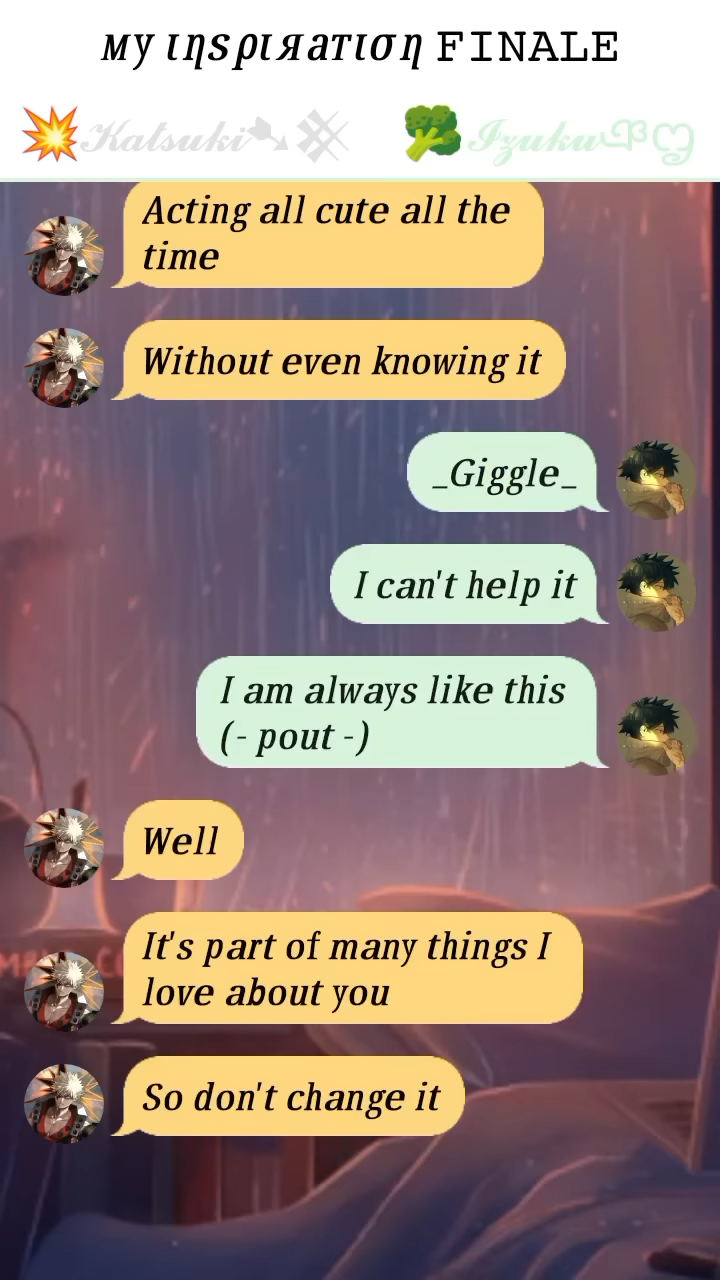 му ιηѕριяαтιση FINALE
💥𝓚𝓪𝓽𝓼𝓾𝓴𝓲 🥦𝓘𝔃𝓾𝓴𝓾
Acting all cute all the
time
Without even knowing it
_Giggle_
I can't help it
I am always like this
(- pout -)
Well
It's part of many things I
love about you
So don't change it